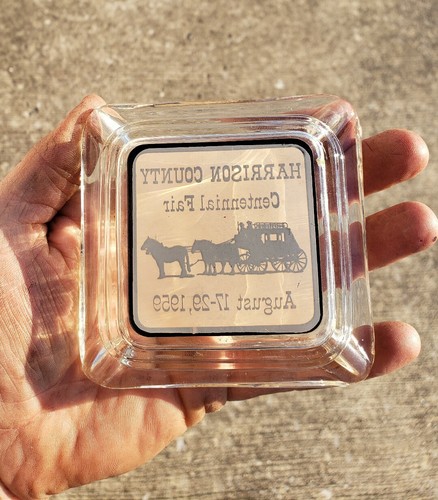 HARRISON COUNTY
Centennial Fair
August 17-29, 1959